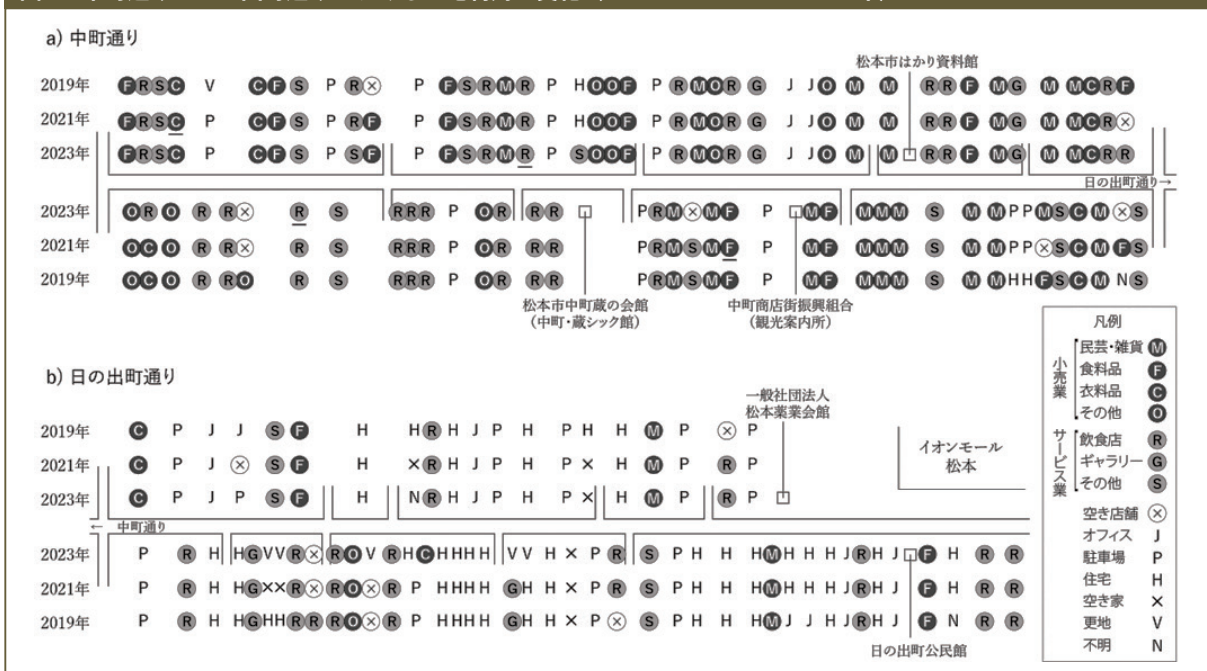 a) 中町通り
松本市はかり資料館
2019年 F R S C V C F S P R × P F S R M R P H O O F P R M O R G J J O M M R R F M G M M C R F
2021年 F R S C P C F S P R F P F S R M R P H O O F P R M O R G J J O M M R R F M G M M C R ×
2023年 F R S C P C F S P S F P F S R M R P S O O F P R M O R G J J O M M R R F M G M M C R R
日の出町通り→
2023年 O R O R R × R S R R R P O R R R P R M × M F P M F M M M S M M P P M S C M × S
2021年 O C O R R × R S R R R P O R R R P R M S M F P M F M M M S M M P P × S C M F S
2019年 O C O R R O R S R R R P O R R R P R M S M F P M F M M M S M M H H F S C M N S
松本市中町蔵の会館
(中町・蔵シック館)
中町商店街振興組合
(観光案内所)
b) 日の出町通り
一般社団法人
松本薬業会館
2019年 C P J J S F H H R H J P H P H H M P × P
2021年 C P J × S F H × R H J P H P × H M P R P
2023年 C P J P S F H N R H J P H P × H M P R P
イオンモール
松本
← 中町通り
2023年 P R H H G V V R × R O V R H C H H H H V V H × P R S P H H H M H H H J R H J F H R R
2021年 P R H H G × × R × R O × R P H H H H G H H × P R S P H H H M H H H H J R H J F H R R
2019年 P R H H G H H R R R O × R P H H H H G H H × P × S P H H H M J J H J R H J F N R R
日の出町公民館
凡例
小売業
民芸・雑貨 M
食料品 F
衣料品 C
その他 O
サービス業
飲食店 R
ギャラリー G
その他 S
空き店舗 ×
オフィス J
駐車場 P
住宅 H
空き家 ×
更地 V
不明 N